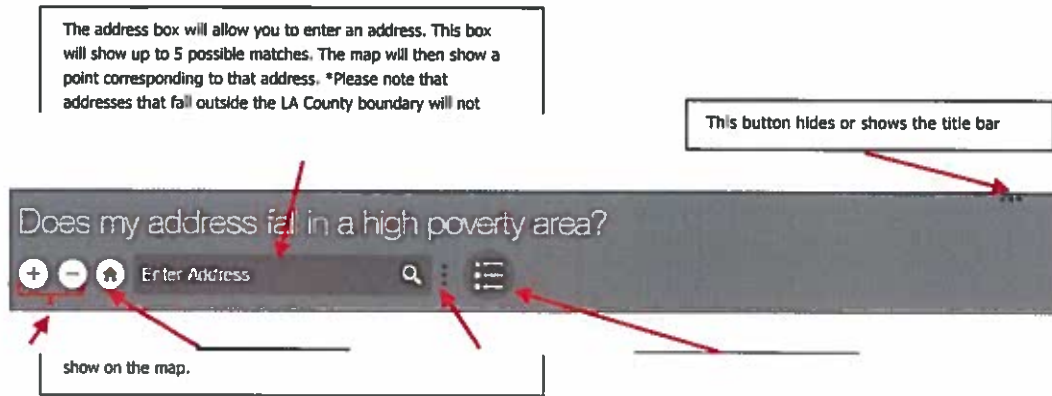 The address box will allow you to enter an address. This box
will show up to 5 possible matches. The map will then show a
point corresponding to that address. *Please note that
addresses that fall outside the LA County boundary will not
This button hides or shows the title bar
Does my address fall in a high poverty area?
Enter Address
show on the map.